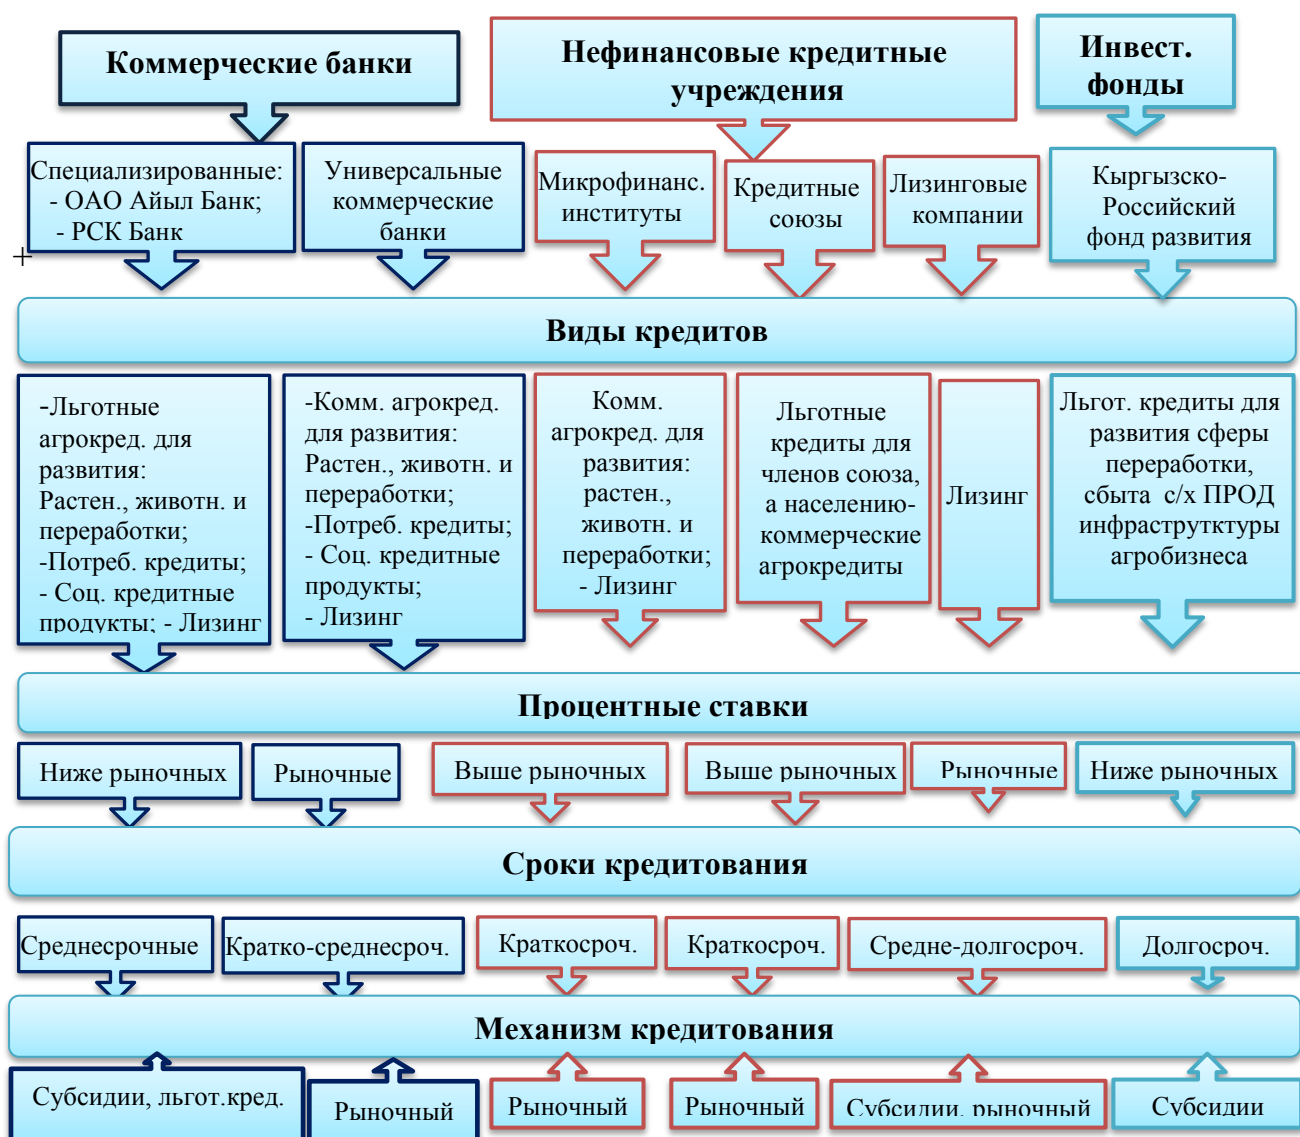 Коммерческие банки
Нефинансовые кредитные
учреждения
Инвест.
фонды
Специализированные:
- ОАО Айыл Банк;
- РСК Банк
Универсальные
коммерческие
банки
Микрофинанс.
институты
Кредитные
союзы
Лизинговые
компании
Кыргызско-
Российский
фонд развития
+
Виды кредитов
-Льготные
агрокред. для
развития:
Растен., животн. и
переработки;
-Потреб. кредиты;
- Соц. кредитные
продукты; - Лизинг
-Комм. агрокред.
для развития:
Растен., животн. и
переработки;
-Потреб. кредиты;
- Соц. кредитные
продукты;
- Лизинг
Комм.
агрокред. для
развития:
растен.,
животн. и
переработки;
- Лизинг
Льготные
кредиты для
членов союза,
а населению-
коммерческие
агрокредиты
Лизинг
Льгот. кредиты для
развития сферы
переработки,
сбыта с/х ПРОД
инфраструтктуры
агробизнеса
Процентные ставки
Ниже рыночных
Рыночные
Выше рыночных
Выше рыночных
Рыночные
Ниже рыночных
Сроки кредитования
Среднесрочные
Кратко-среднесроч.
Краткосроч.
Краткосроч.
Средне-долгосроч.
Долгосроч.
Механизм кредитования
Субсидии, льгот.кред.
Рыночный
Рыночный
Рыночный
Субсидии, рыночный
Субсидии